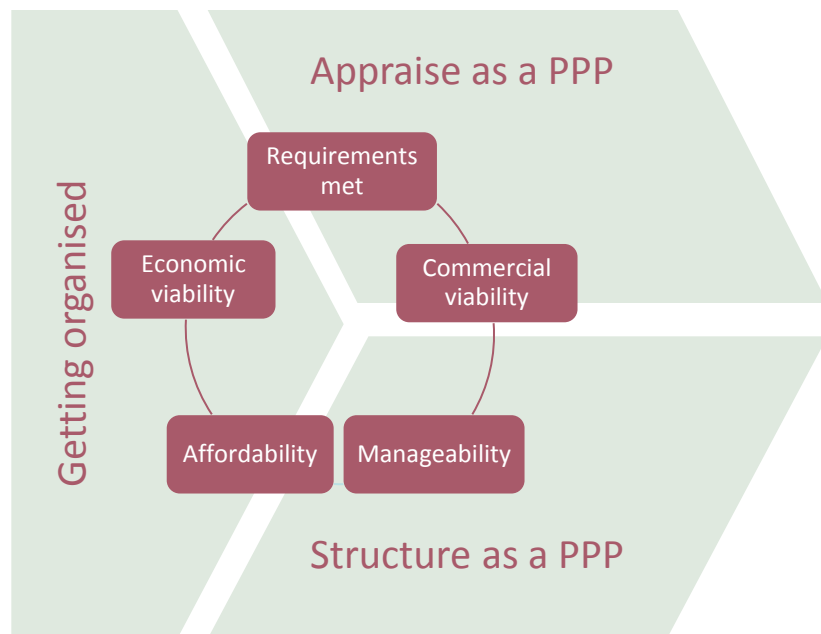 Appraise as a PPP
Requirements
met
Getting organised
Economic
viability
Commercial
viability
Affordability
Manageability
Structure as a PPP